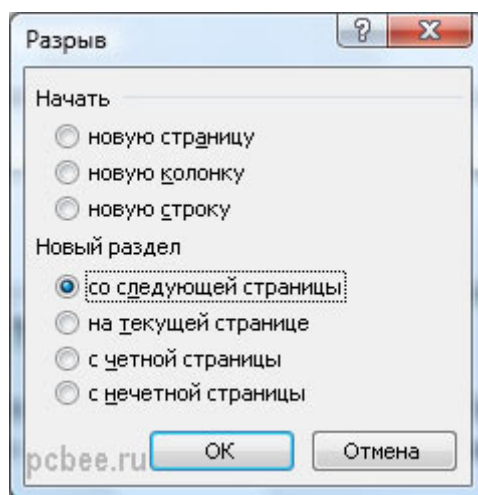 Разрыв
Начать
новую страницу
новую колонку
новую строку
Новый раздел
со следующей страницы
на текущей странице
с четной страницы
с нечетной страницы
pcbee.ru
ОК
Отмена